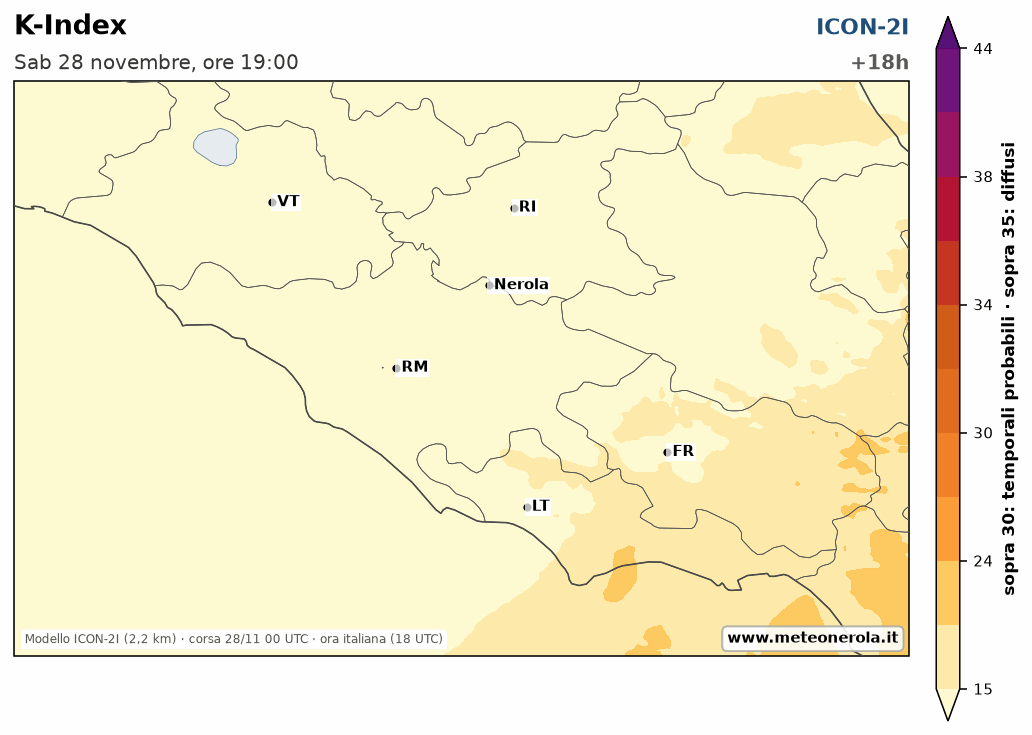 K-Index
ICON-2I
Sab 28 novembre, ore 19:00
+18h
VT
RI
Nerola
RM
FR
LT
Modello ICON-2I (2,2 km) · corsa 28/11 00 UTC · ora italiana (18 UTC)
www.meteonerola.it
44
38
34
30
24
15
sopra 30: temporali probabili · sopra 35: diffusi